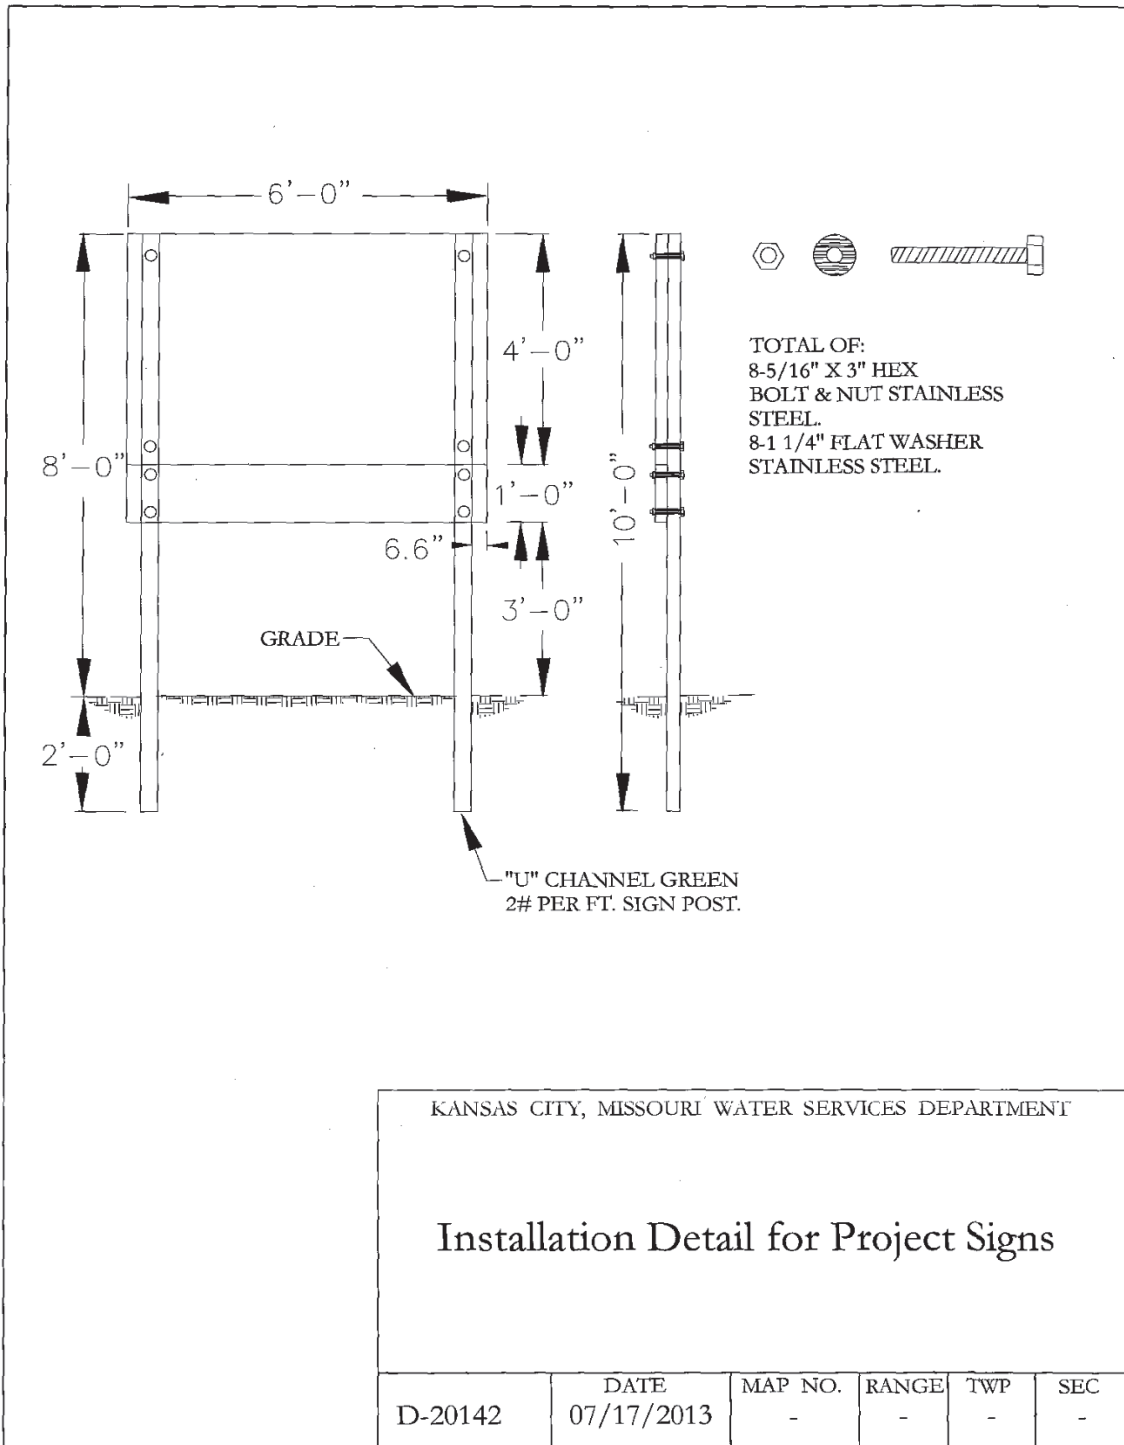 6'-0"
4'-0"
8'-0"
1'-0"
10'-0"
6.6"
3'-0"
GRADE
2'-0"
TOTAL OF:
8-5/16" X 3" HEX
BOLT & NUT STAINLESS
STEEL.
8-1 1/4" FLAT WASHER
STAINLESS STEEL.
"U" CHANNEL GREEN
2# PER FT. SIGN POST.
KANSAS CITY, MISSOURI WATER SERVICES DEPARTMENT
Installation Detail for Project Signs
D-20142
DATE
07/17/2013
MAP NO.
-
RANGE
-
TWP
-
SEC
-